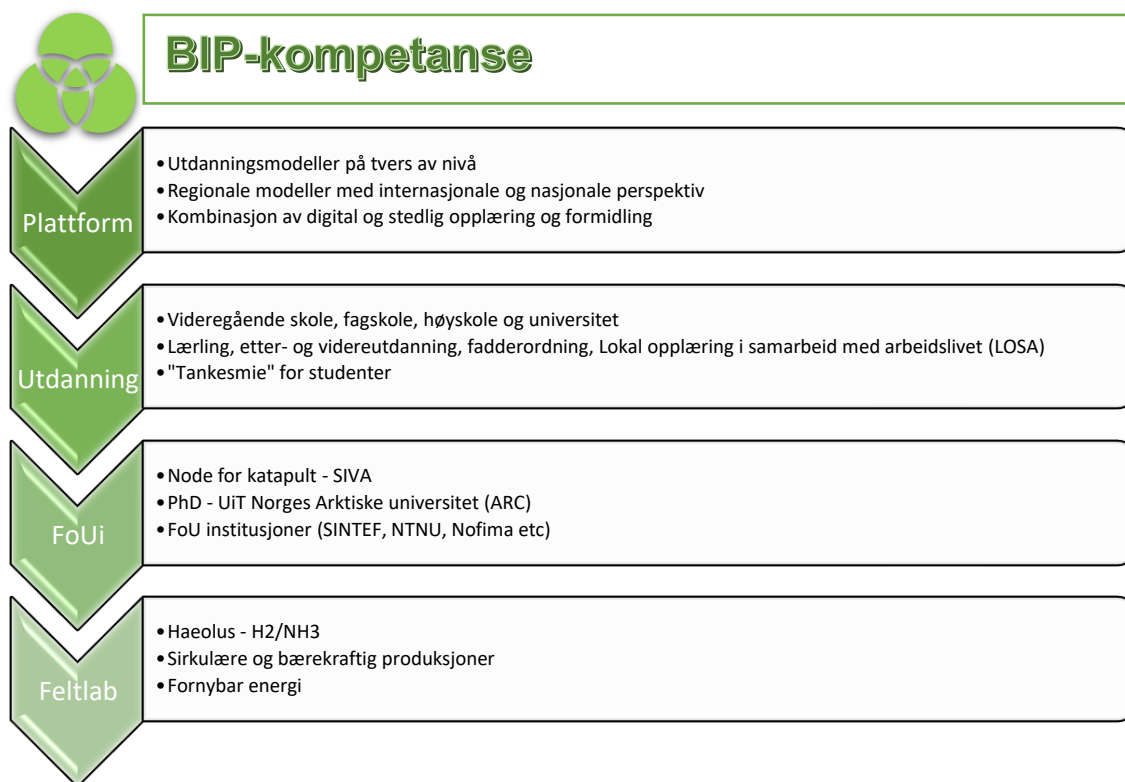 BIP-kompetanse
Plattform
•Utdanningsmodeller på tvers av nivå
•Regionale modeller med internasjonale og nasjonale perspektiv
•Kombinasjon av digital og stedlig opplæring og formidling
Utdanning
•Videregående skole, fagskole, høyskole og universitet
•Lærling, etter- og videreutdanning, fadderordning, Lokal opplæring i samarbeid med arbeidslivet (LOSA)
•"Tankesmie" for studenter
FoUi
•Node for katapult - SIVA
•PhD - UiT Norges Arktiske universitet (ARC)
•FoU institusjoner (SINTEF, NTNU, Nofima etc)
Feltlab
•Haeolus - H2/NH3
•Sirkulære og bærekraftig produksjoner
•Fornybar energi